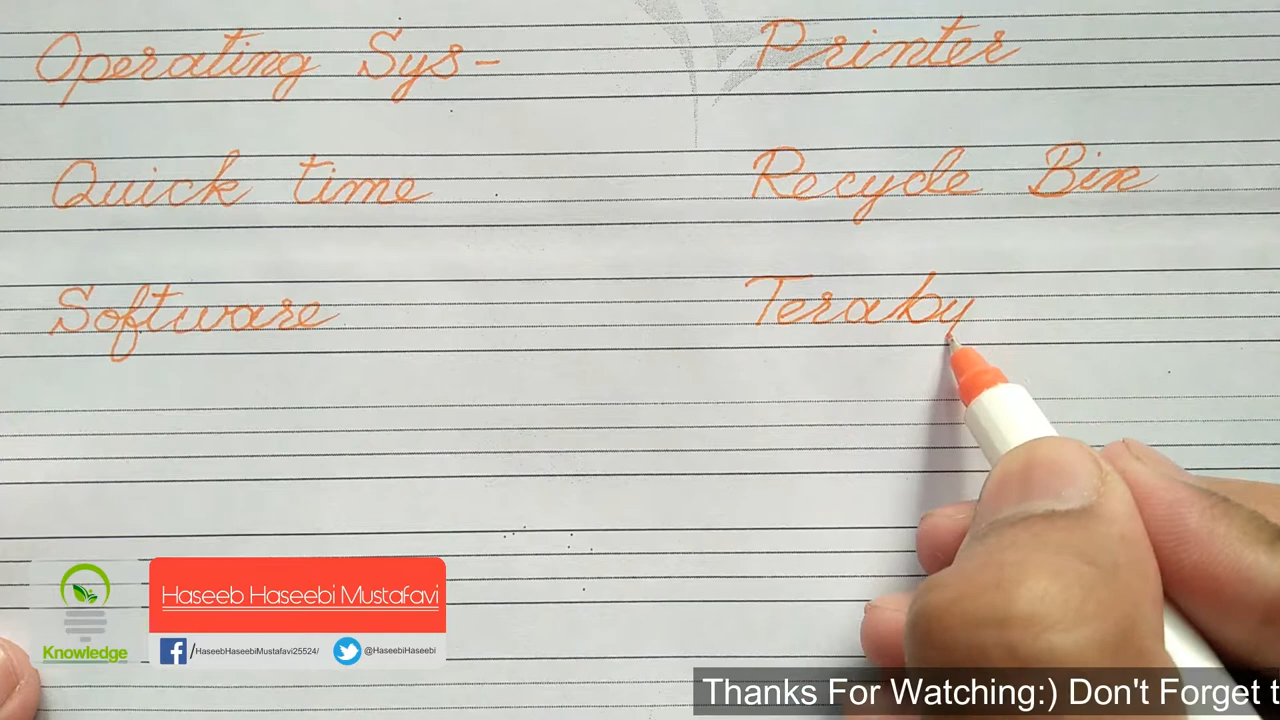 Operating Sys- Printer
Quick time Recycle Bin
Software Teraby
Haseeb Haseebi Mustafavi
Knowledge
/HaseebHaseebiMustafavi25524/ @HaseebiHaseebi
Thanks For Watching:) Don't Forget t